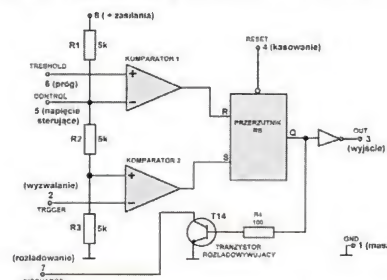 8 (+ zasilania)
R1
5k
TRESHOLD
6 (próg)
CONTROL
5 (napięcie
sterujące)
KOMPARATOR 1
+
−
RESET
4 (kasowanie)
R
PRZERZUTNIK
RS
S
Q
OUT
3
(wyjście)
R2
5k
KOMPARATOR 2
+
−
(wyzwalanie)
2
TRIGGER
R3
5k
T14
R4
100
TRANZYSTOR
ROZŁADOWYWUJĄCY
GND
1 (masa
(rozładowanie)
7